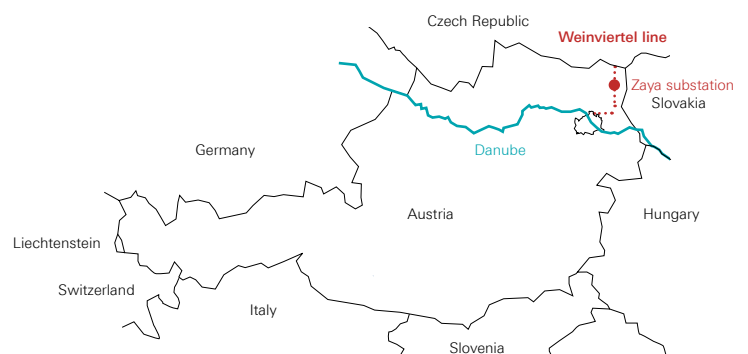 Czech Republic
Weinviertel line
Zaya substation
Slovakia
Germany
Danube
Austria
Hungary
Liechtenstein
Switzerland
Italy
Slovenia